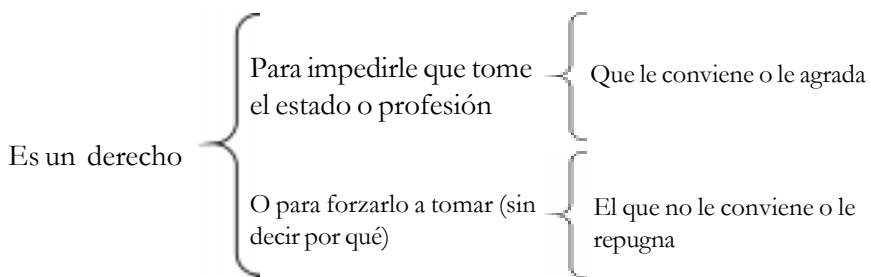 Es un derecho
Para impedirle que tome
el estado o profesión
Que le conviene o le agrada
O para forzarlo a tomar (sin
decir por qué)
El que no le conviene o le
repugna